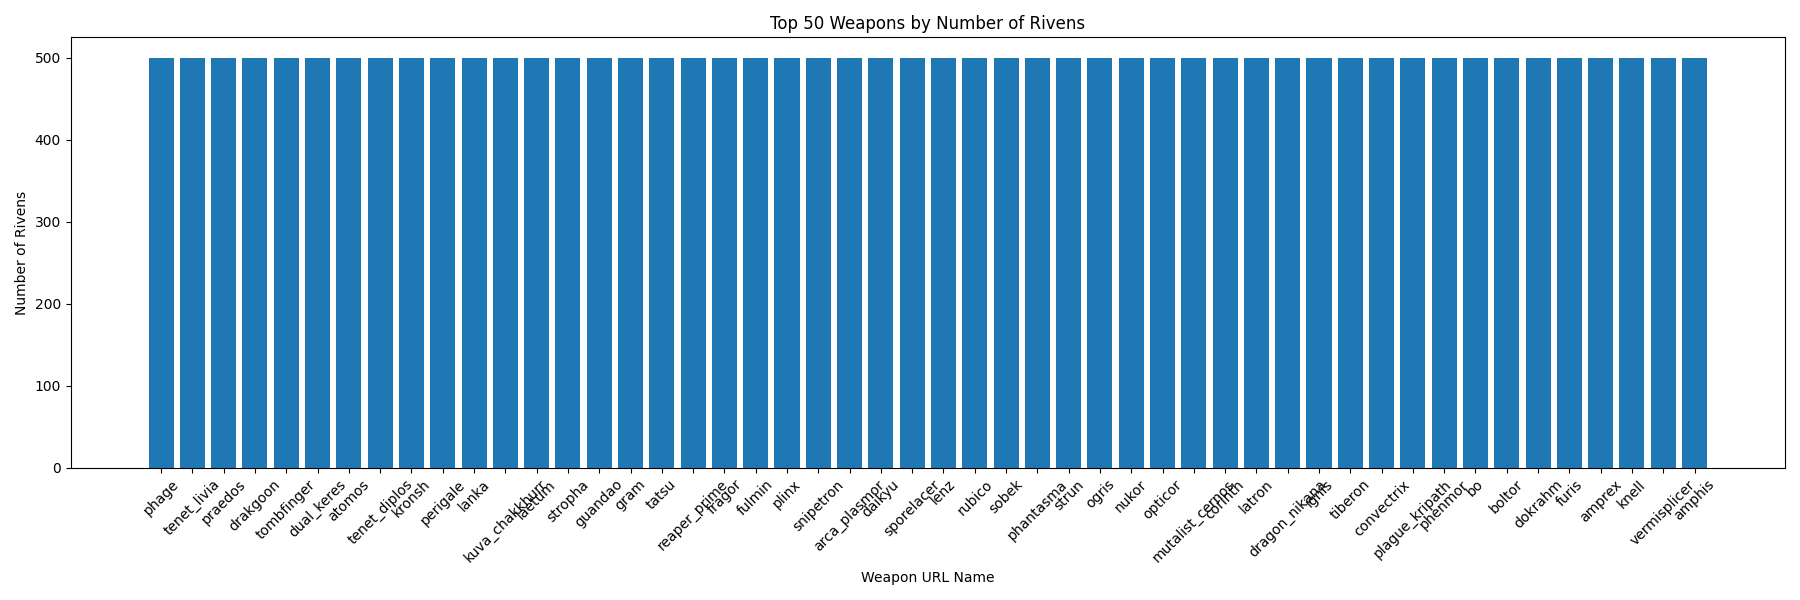 Top 50 Weapons by Number of Rivens
Number of Rivens
500
400
300
200
100
0
phage
tenet_livia
praedos
drakgoon
tombfinger
dual_keres
atomos
tenet_diplos
kronsh
perigale
lanka
kuva_chakkhurr
laetum
stropha
guandao
gram
tatsu
reaper_prime
fragor
fulmin
plinx
snipetron
arca_plasmor
daikyu
sporelacer
lenz
rubico
sobek
phantasma
strun
ogris
nukor
opticor
mutalist_cernos
corinth
latron
dragon_nikana
ignis
tiberon
convectrix
plague_kripath
phenmor
bo
boltor
dokrahm
furis
amprex
knell
vermisplicer
amphis
Weapon URL Name